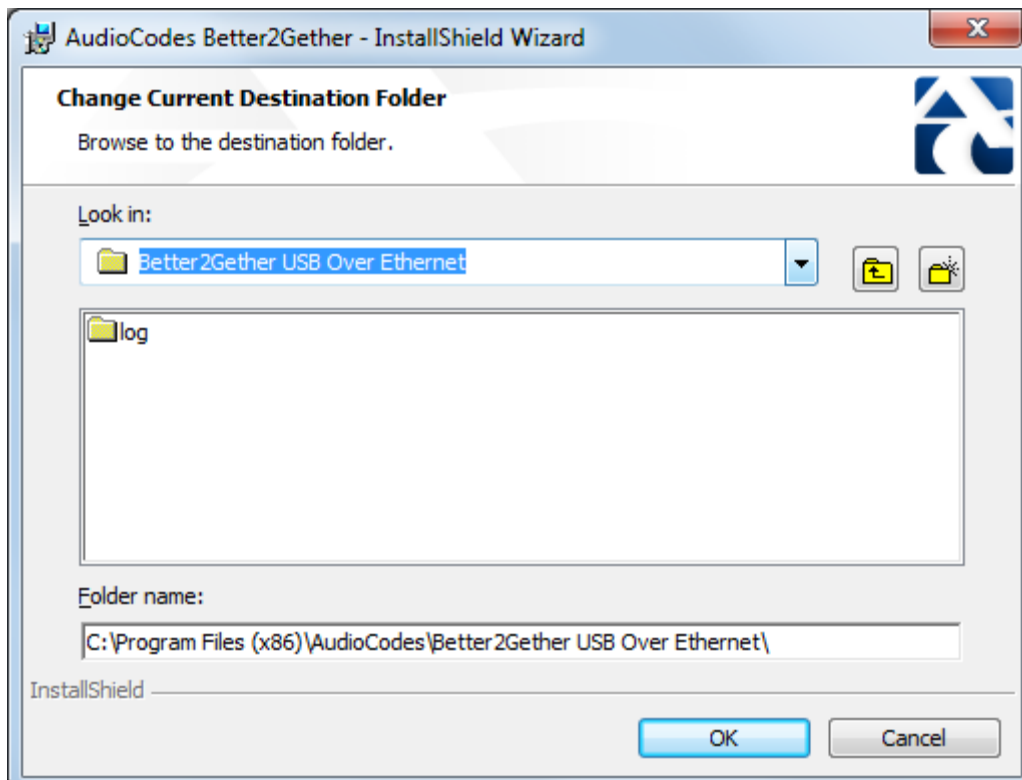 AudioCodes Better2Gether - InstallShield Wizard
Change Current Destination Folder
Browse to the destination folder.
Look in:
Better2Gether USB Over Ethernet
log
Folder name:
C:\Program Files (x86)\AudioCodes\Better2Gether USB Over Ethernet\
InstallShield
OK Cancel